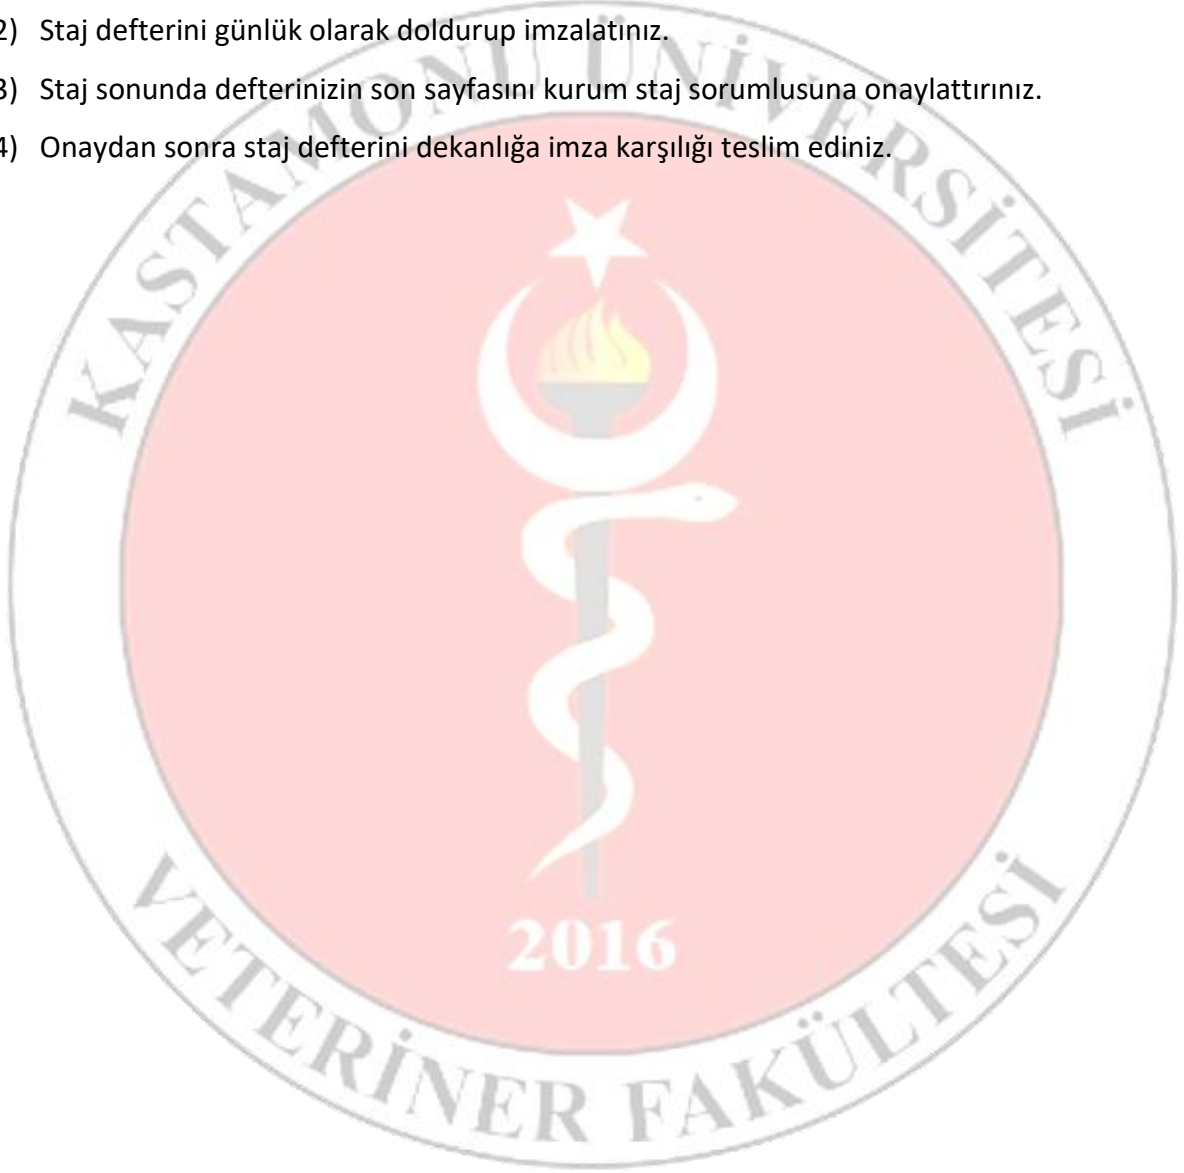 2) Staj defterini günlük olarak doldurup imzalatınız.
3) Staj sonunda defterinizin son sayfasını kurum staj sorumlusuna onaylattırınız.
4) Onaydan sonra staj defterini dekanlığa imza karşılığı teslim ediniz.
KASTAMONU ÜNİVERSİTESİ
2016
VETERİNER FAKÜLTESİ